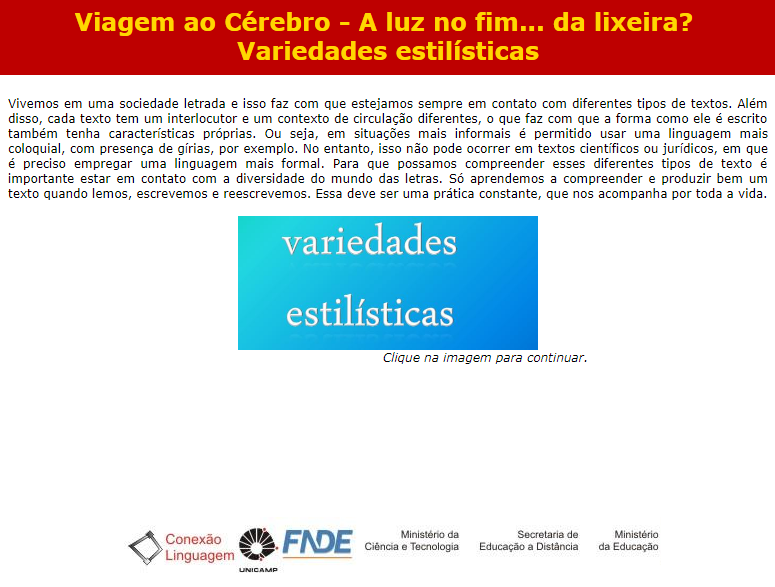 Viagem ao Cérebro - A luz no fim... da lixeira?
Variedades estilísticas
Vivemos em uma sociedade letrada e isso faz com que estejamos sempre em contato com diferentes tipos de textos. Além
disso, cada texto tem um interlocutor e um contexto de circulação diferentes, o que faz com que a forma como ele é escrito
também tenha características próprias. Ou seja, em situações mais informais é permitido usar uma linguagem mais
coloquial, com presença de gírias, por exemplo. No entanto, isso não pode ocorrer em textos científicos ou jurídicos, em que
é preciso empregar uma linguagem mais formal. Para que possamos compreender esses diferentes tipos de texto é
importante estar em contato com a diversidade do mundo das letras. Só aprendemos a compreender e produzir bem um
texto quando lemos, escrevemos e reescrevemos. Essa deve ser uma prática constante, que nos acompanha por toda a vida.
variedades
estilísticas
Clique na imagem para continuar.
Conexão
Linguagem
UNICAMP
FNDE
Ministério da
Ciência e Tecnologia
Secretaria de
Educação a Distância
Ministério
da Educação